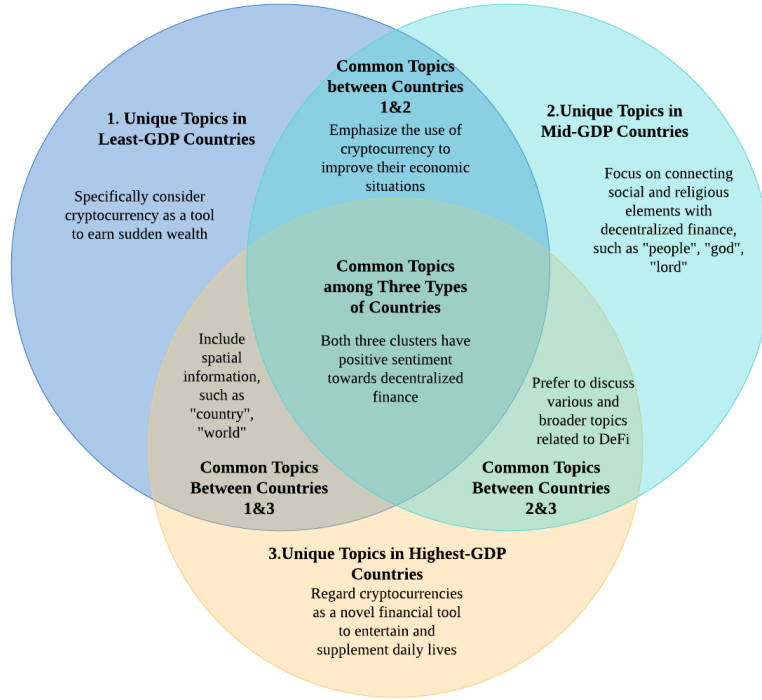 Common Topics
between Countries
1&2
Emphasize the use of
cryptocurrency to
improve their economic
situations
1. Unique Topics in
Least-GDP Countries
Specifically consider
cryptocurrency as a tool
to earn sudden wealth
2.Unique Topics in
Mid-GDP Countries
Focus on connecting
social and religious
elements with
decentralized finance,
such as "people", "god",
"lord"
Common Topics
among Three Types
of Countries
Both three clusters have
positive sentiment
towards decentralized
finance
Include
spatial
information,
such as
"country",
"world"
Common Topics
Between Countries
1&3
Prefer to discuss
various and
broader topics
related to DeFi
Common Topics
Between Countries
2&3
3.Unique Topics in Highest-GDP
Countries
Regard cryptocurrencies
as a novel financial tool
to entertain and
supplement daily lives